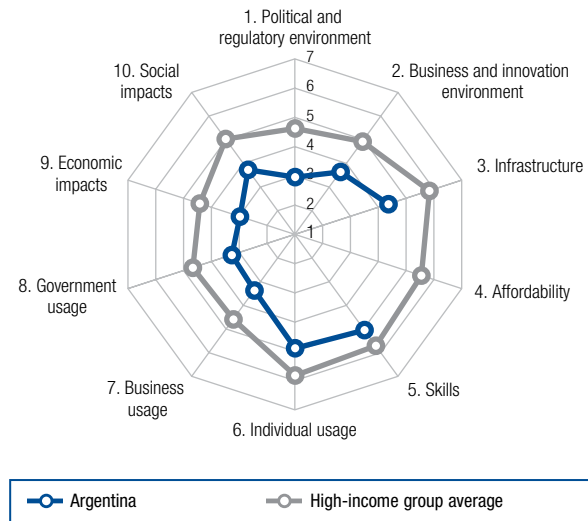 1. Political and
regulatory environment
2. Business and innovation
environment
3. Infrastructure
4. Affordability
5. Skills
6. Individual usage
7. Business
usage
8. Government
usage
9. Economic
impacts
10. Social
impacts
7
6
5
4
3
2
1
Argentina
High-income group average